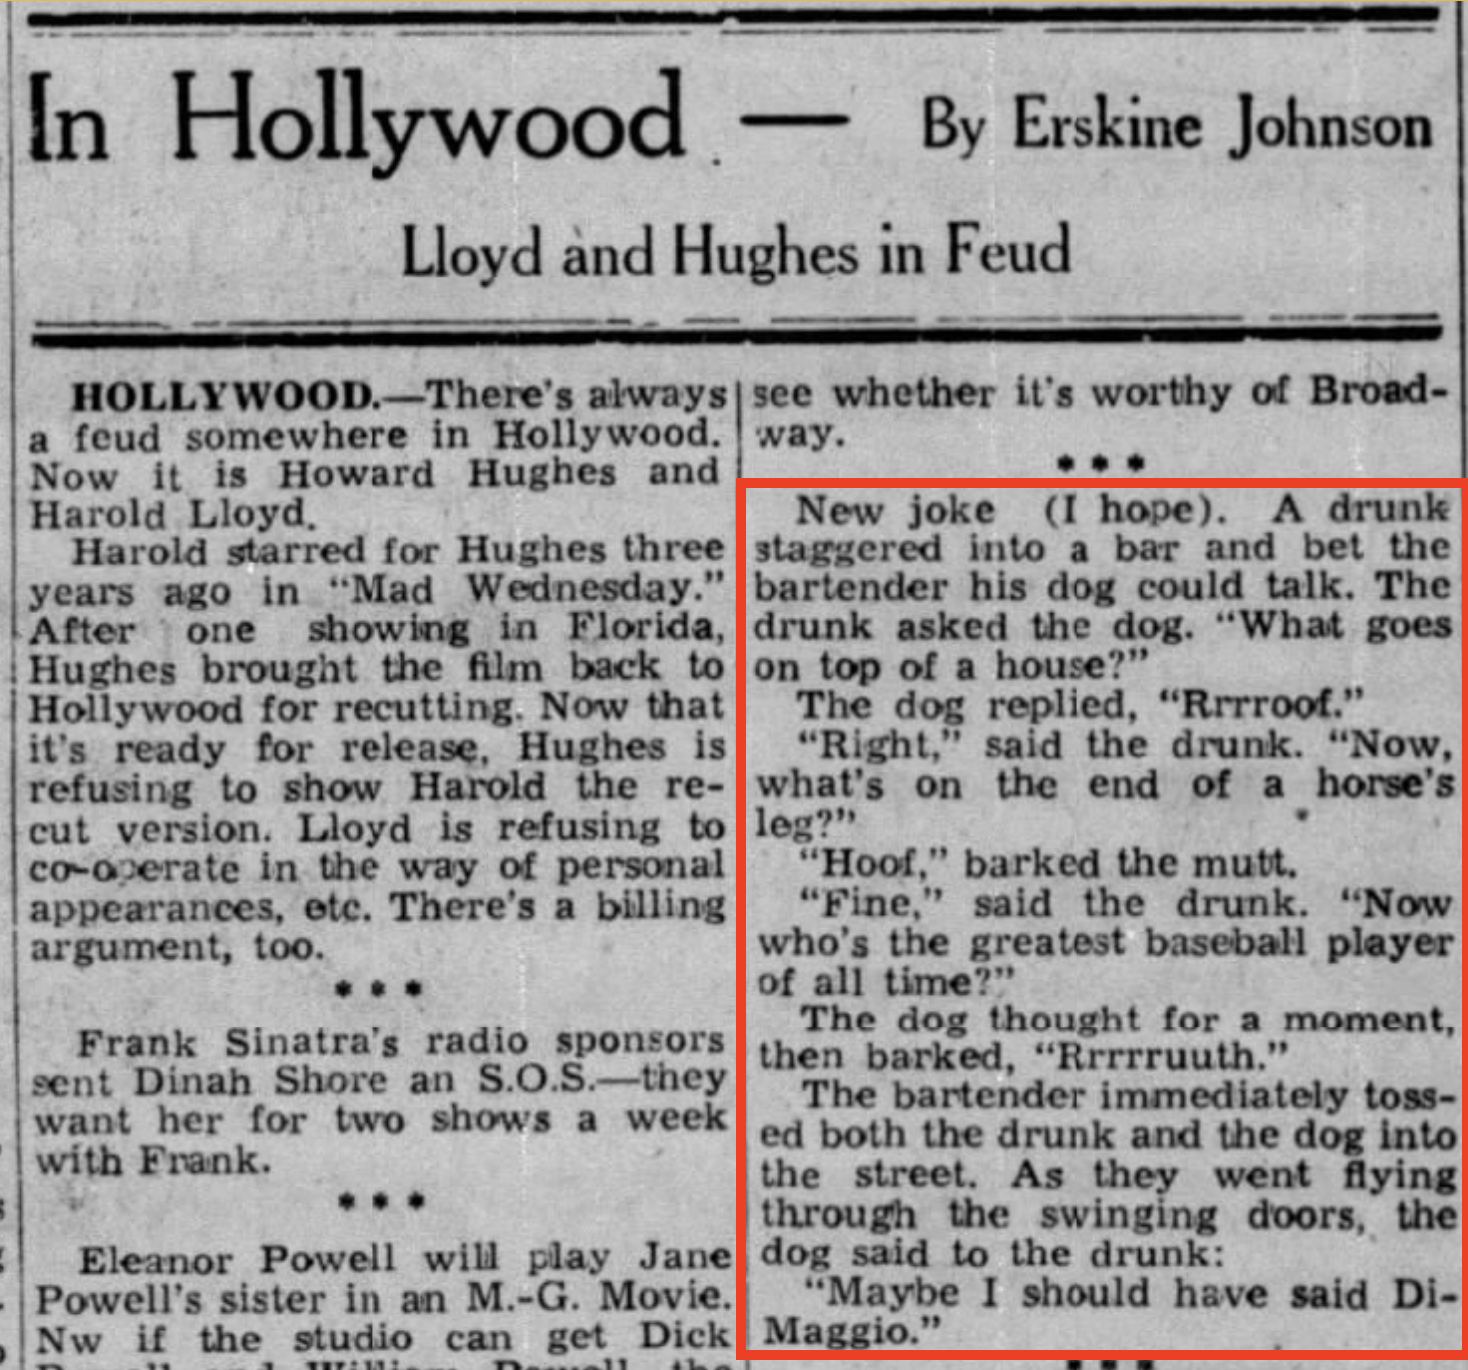 In Hollywood — By Erskine Johnson
Lloyd and Hughes in Feud
HOLLYWOOD.—There's always
a feud somewhere in Hollywood.
Now it is Howard Hughes and
Harold Lloyd.
Harold starred for Hughes three
years ago in “Mad Wednesday.”
After one showing in Florida,
Hughes brought the film back to
Hollywood for recutting. Now that
it's ready for release, Hughes is
refusing to show Harold the re-
cut version. Lloyd is refusing to
co-operate in the way of personal
appearances, etc. There's a billing
argument, too.
* * *
Frank Sinatra's radio sponsors
sent Dinah Shore an S.O.S.—they
want her for two shows a week
with Frank.
* * *
Eleanor Powell will play Jane
Powell's sister in an M.-G. Movie.
Nw if the studio can get Dick
Powell and William Powell, the
see whether it's worthy of Broad-
way.
* * *
New joke (I hope). A drunk
staggered into a bar and bet the
bartender his dog could talk. The
drunk asked the dog. “What goes
on top of a house?”
The dog replied, “Rrrroof.”
“Right,” said the drunk. “Now,
what's on the end of a horse's
leg?”
“Hoof,” barked the mutt.
“Fine,” said the drunk. “Now
who's the greatest baseball player
of all time?”
The dog thought for a moment,
then barked, “Rrrrruuth.”
The bartender immediately toss-
ed both the drunk and the dog into
the street. As they went flying
through the swinging doors, the
dog said to the drunk:
“Maybe I should have said Di-
Maggio.”
* * *